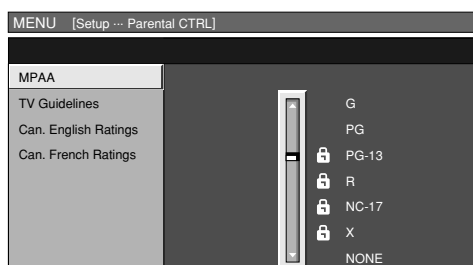 MENU [Setup ··· Parental CTRL]
MPAA
TV Guidelines
Can. English Ratings
Can. French Ratings
G
PG
PG-13
R
NC-17
X
NONE